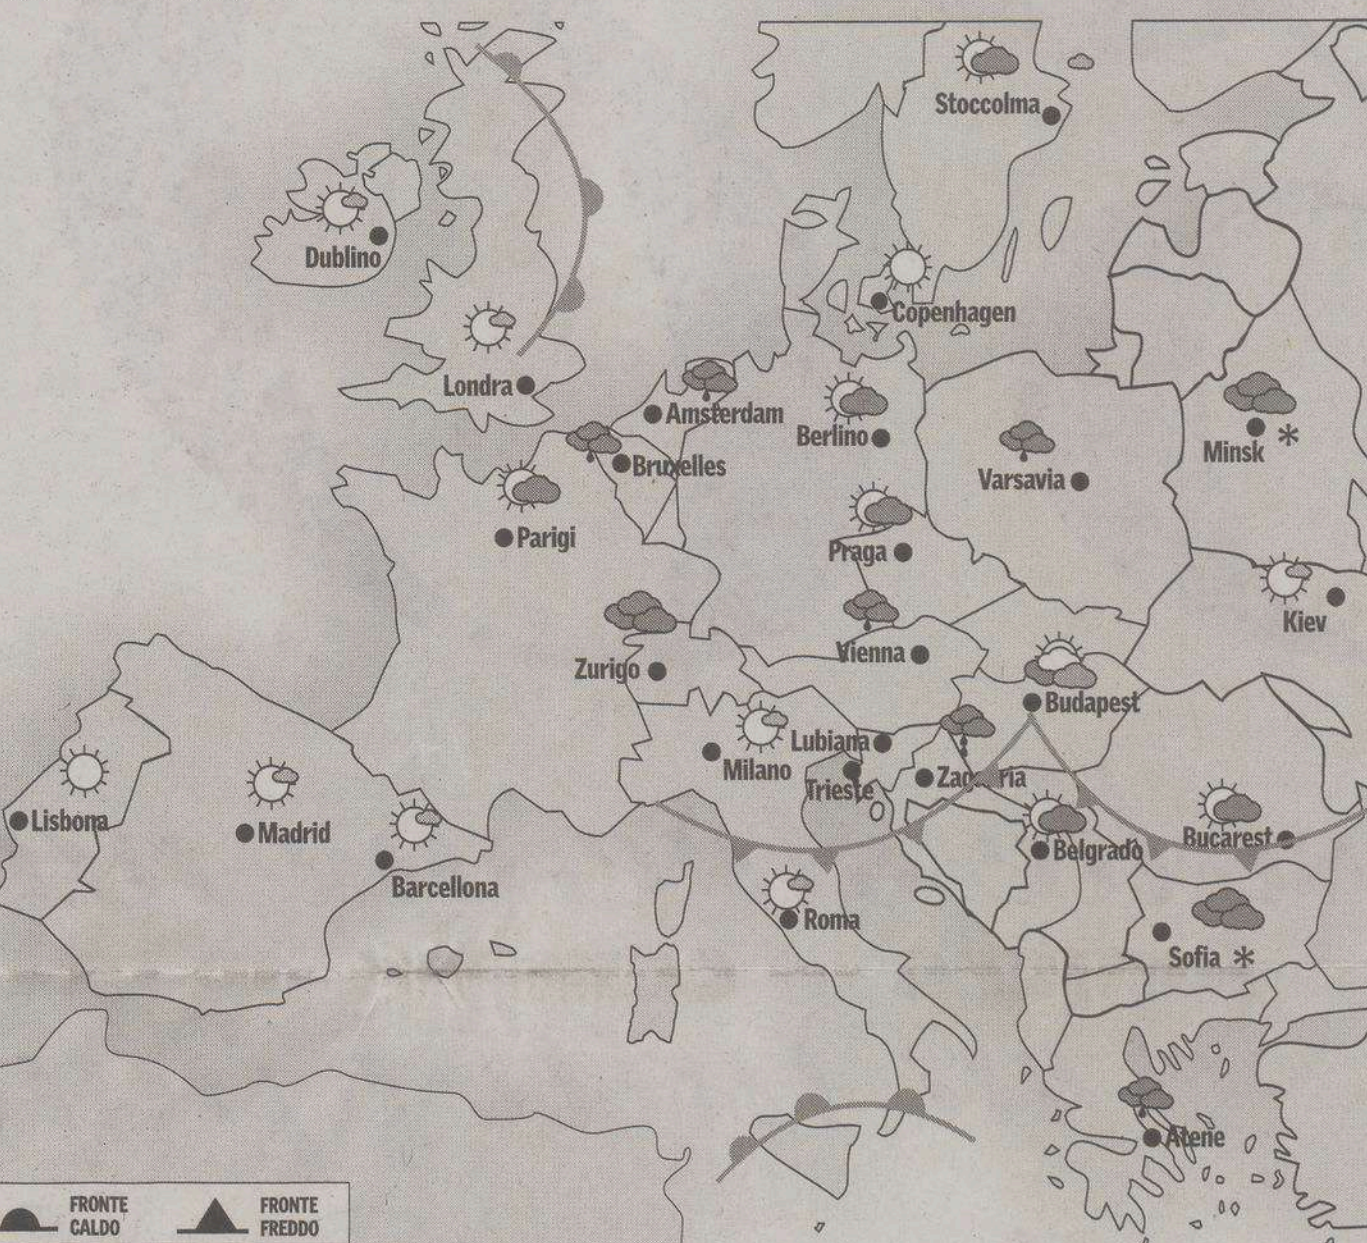 Stoccolma
Dublino
Copenhagen
Londra
Amsterdam
Berlino
Minsk *
Bruxelles
Varsavia
Parigi
Praga
Kiev
Vienna
Zurigo
Budapest
Lubiana
Milano
Zagabria
Trieste
Lisbona
Madrid
Bucarest
Belgrado
Barcellona
Roma
Sofia *
Atene
FRONTE
CALDO
FRONTE
FREDDO